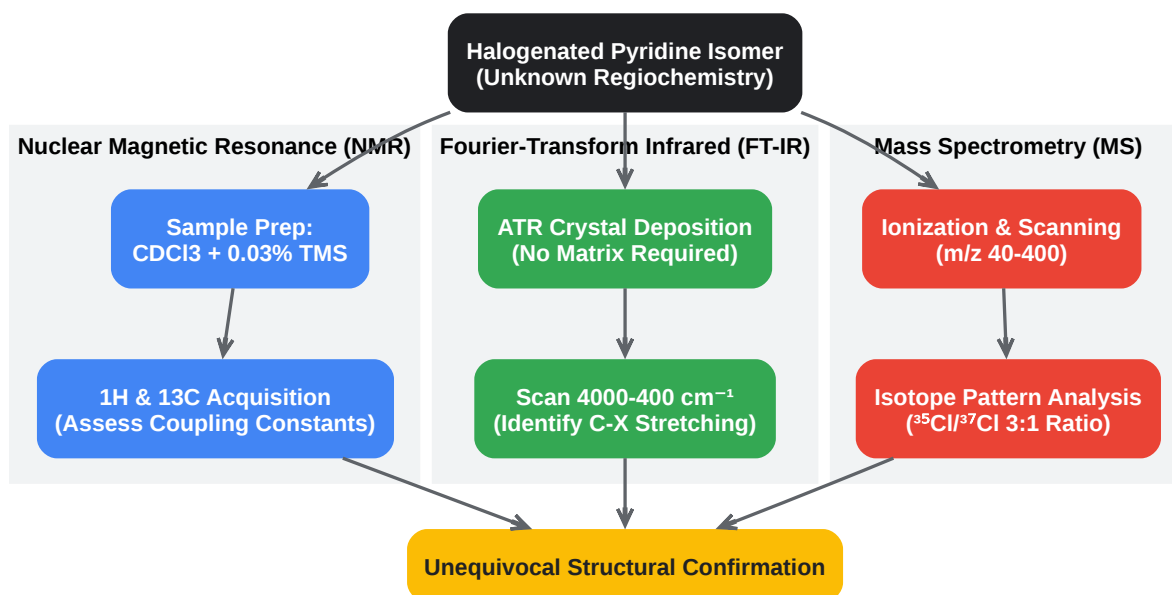 Halogenated Pyridine Isomer
(Unknown Regiochemistry)
Nuclear Magnetic Resonance (NMR)
Sample Prep:
CDCl3 + 0.03% TMS
1H & 13C Acquisition
(Assess Coupling Constants)
Fourier-Transform Infrared (FT-IR)
ATR Crystal Deposition
(No Matrix Required)
Scan 4000-400 cm⁻¹
(Identify C-X Stretching)
Mass Spectrometry (MS)
Ionization & Scanning
(m/z 40-400)
Isotope Pattern Analysis
(³⁵Cl/³⁷Cl 3:1 Ratio)
Unequivocal Structural Confirmation